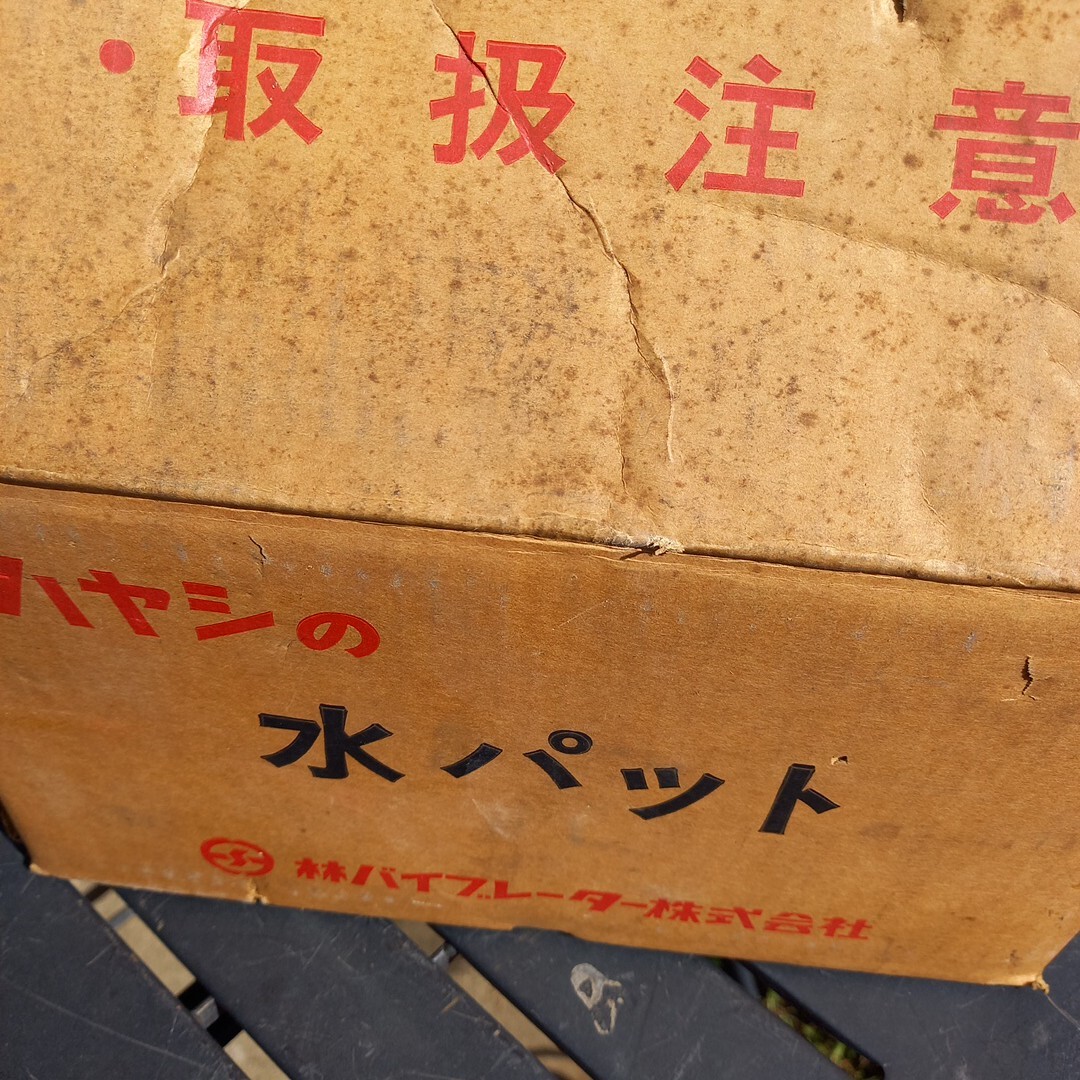 ・取扱注意
ハヤシの
水パッド
林バイブレーター株式会社